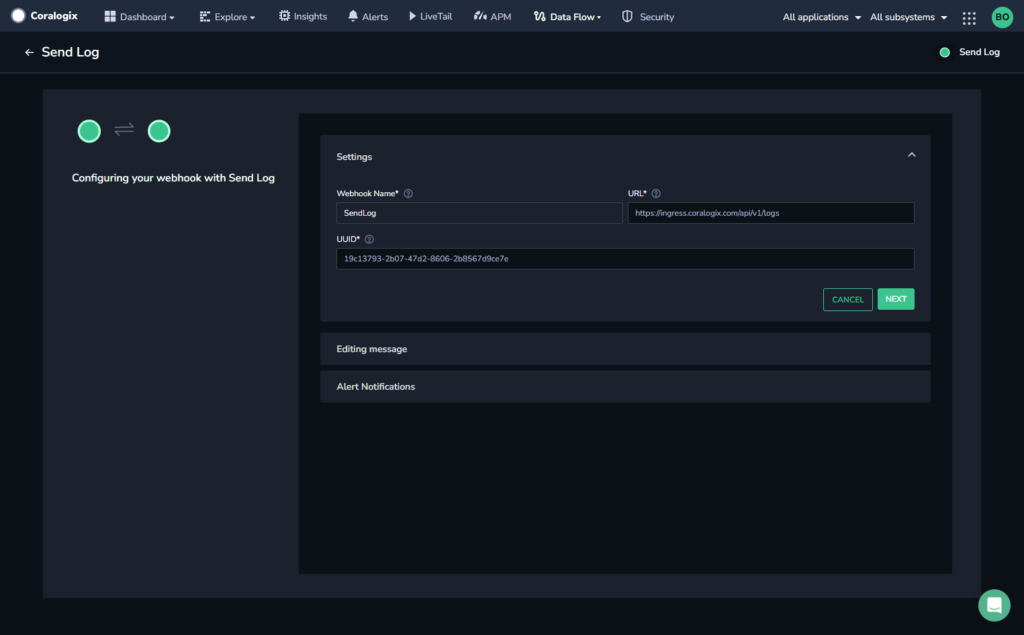 Coralogix Dashboard Explore Insights Alerts LiveTail APM Data Flow Security All applications All subsystems BO
← Send Log Send Log
Configuring your webhook with Send Log
Settings
Webhook Name* URL*
SendLog https://ingress.coralogix.com/api/v1/logs
UUID*
19c13793-2b07-47d2-8606-2b8567d9ce7e
CANCEL NEXT
Editing message
Alert Notifications